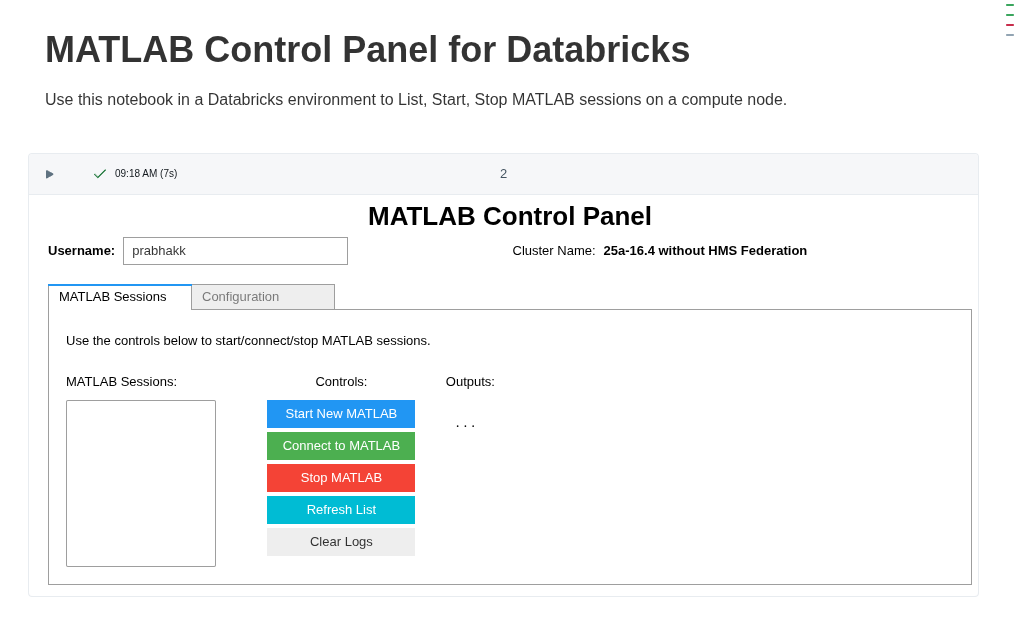 MATLAB Control Panel for Databricks
Use this notebook in a Databricks environment to List, Start, Stop MATLAB sessions on a compute node.
09:18 AM (7s) 2
MATLAB Control Panel
Username: prabhakk Cluster Name: 25a-16.4 without HMS Federation
MATLAB Sessions Configuration
Use the controls below to start/connect/stop MATLAB sessions.
MATLAB Sessions: Controls: Outputs:
Start New MATLAB
...
Connect to MATLAB
Stop MATLAB
Refresh List
Clear Logs